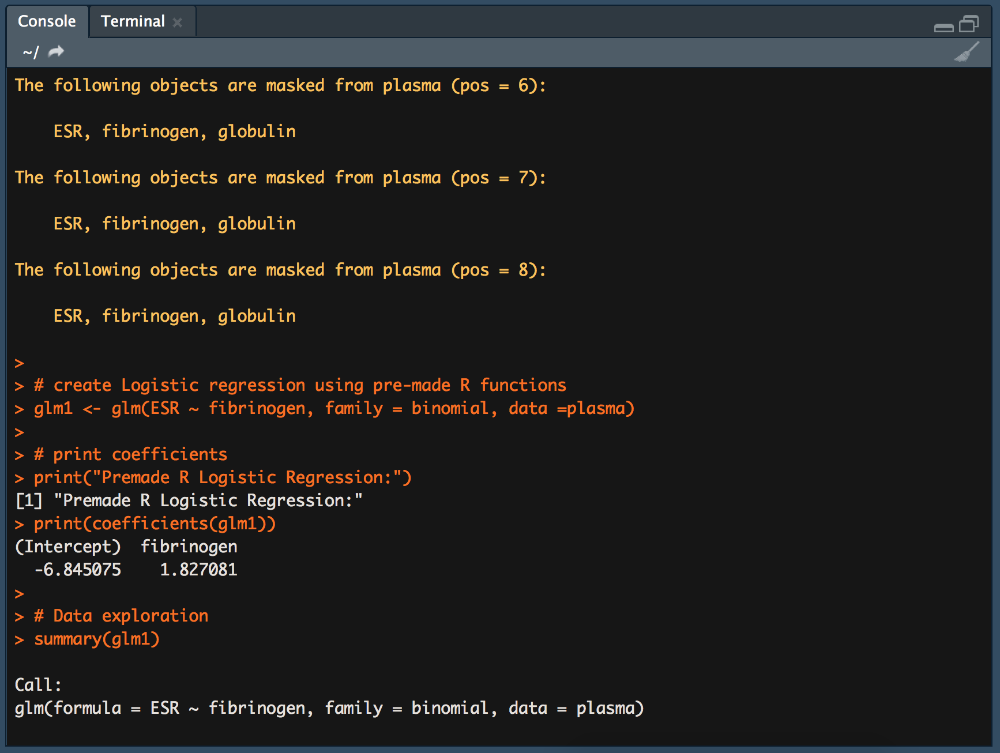 Console Terminal
~/
The following objects are masked from plasma (pos = 6):
ESR, fibrinogen, globulin
The following objects are masked from plasma (pos = 7):
ESR, fibrinogen, globulin
The following objects are masked from plasma (pos = 8):
ESR, fibrinogen, globulin
>
> # create Logistic regression using pre-made R functions
> glm1 <- glm(ESR ~ fibrinogen, family = binomial, data =plasma)
>
> # print coefficients
> print("Premade R Logistic Regression:")
[1] "Premade R Logistic Regression:"
> print(coefficients(glm1))
(Intercept)  fibrinogen
  -6.845075    1.827081
>
> # Data exploration
> summary(glm1)
Call:
glm(formula = ESR ~ fibrinogen, family = binomial, data = plasma)